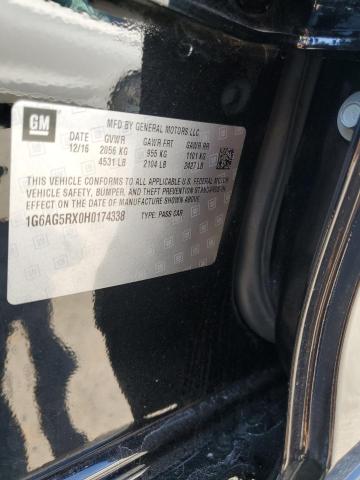 GM
MFD BY GENERAL MOTORS LLC
DATE GVWR GAWR FRT GAWR RR
12/16 2056 KG 955 KG 1101 KG
4531 LB 2104 LB 2427 LB
THIS VEHICLE CONFORMS TO ALL APPLICABLE U.S. FEDERAL MOTOR
VEHICLE SAFETY, BUMPER, AND THEFT PREVENTION STANDARDS IN
EFFECT ON THE DATE OF MANUFACTURE SHOWN ABOVE.
1G6AG5RX0H0174338 TYPE: PASS CAR